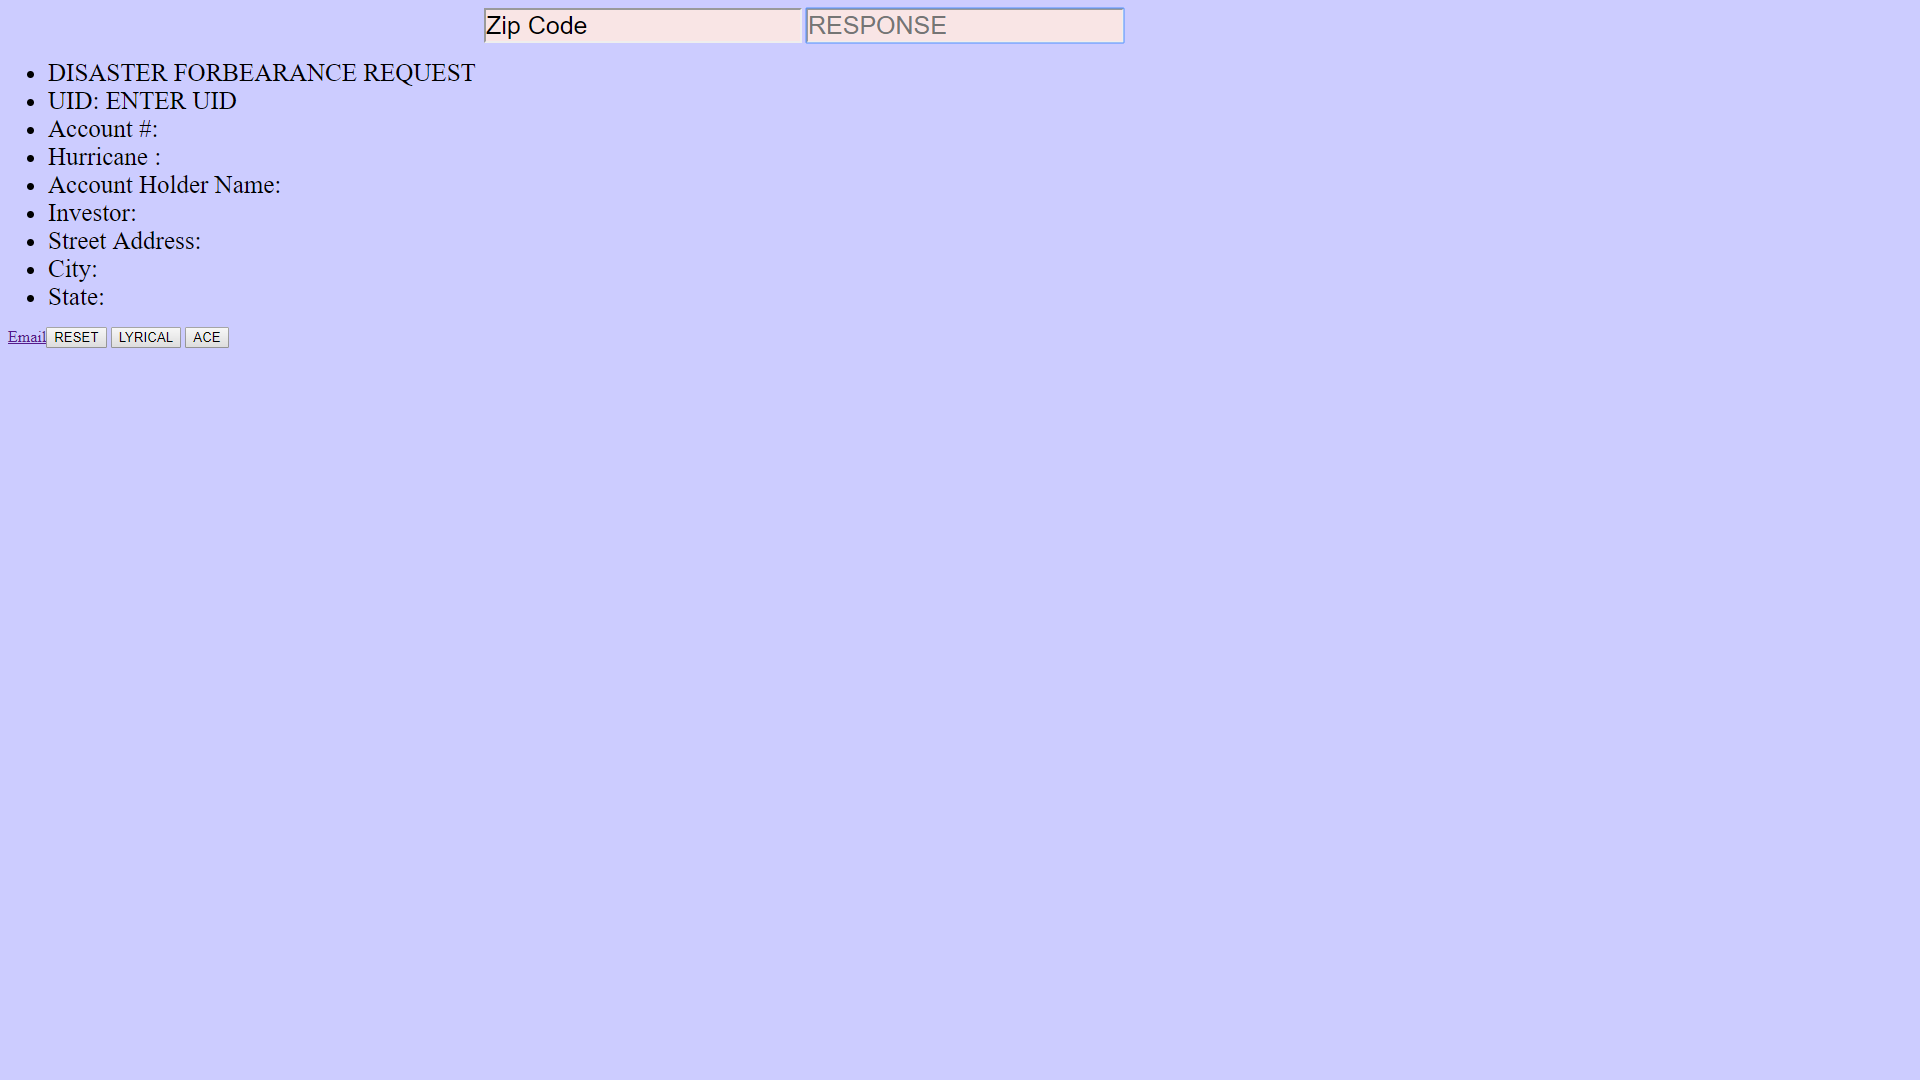 Zip Code RESPONSE
DISASTER FORBEARANCE REQUEST
UID: ENTER UID
Account #:
Hurricane :
Account Holder Name:
Investor:
Street Address:
City:
State:
Email RESET LYRICAL ACE